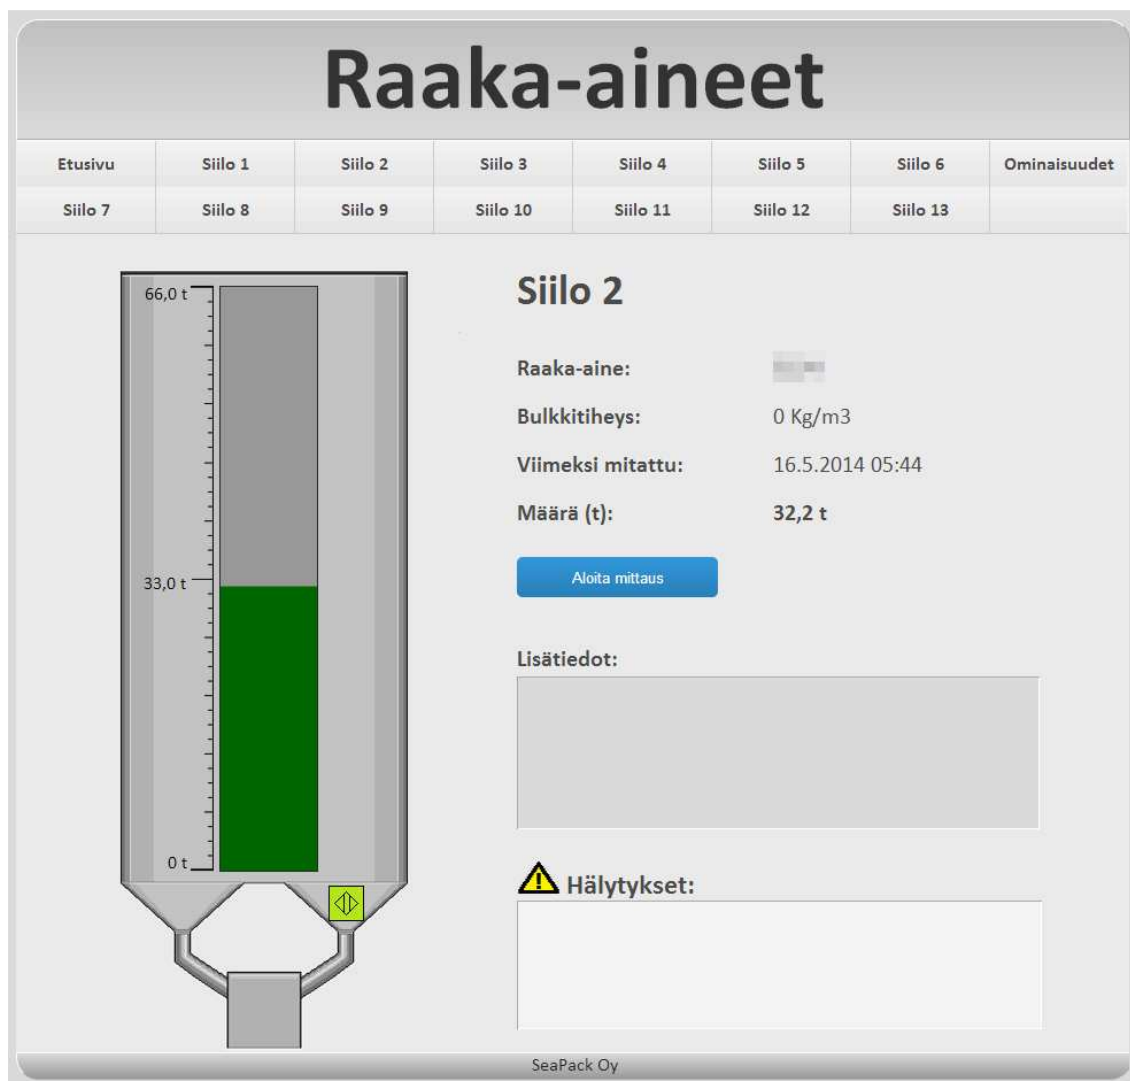 Raaka-aineet
Etusivu Siilo 1 Siilo 2 Siilo 3 Siilo 4 Siilo 5 Siilo 6 Ominaisuudet
Siilo 7 Siilo 8 Siilo 9 Siilo 10 Siilo 11 Siilo 12 Siilo 13
66,0 t
33,0 t
0 t
Siilo 2
Raaka-aine:
Bulkkitiheys: 0 Kg/m3
Viimeksi mitattu: 16.5.2014 05:44
Määrä (t): 32,2 t
Aloita mittaus
Lisätiedot:
Hälytykset:
SeaPack Oy